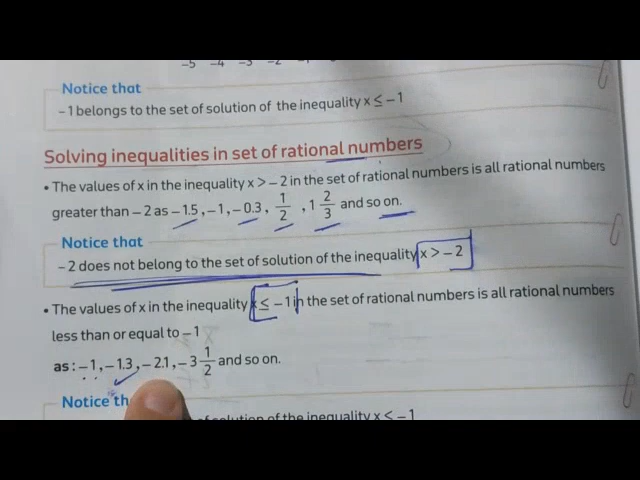 -5 -4 -3 -2 -1
Notice that
-1 belongs to the set of solution of the inequality x ≤ -1
Solving inequalities in set of rational numbers
• The values of x in the inequality x > -2 in the set of rational numbers is all rational numbers
greater than -2 as -1.5, -1, -0.3, 1/2, 1 2/3 and so on.
Notice that
-2 does not belong to the set of solution of the inequality x > -2
• The values of x in the inequality x ≤ -1 in the set of rational numbers is all rational numbers
less than or equal to -1
as : -1, -1.3, -2.1, -3 1/2 and so on.
Notice th
of solution of the inequality x ≤ -1